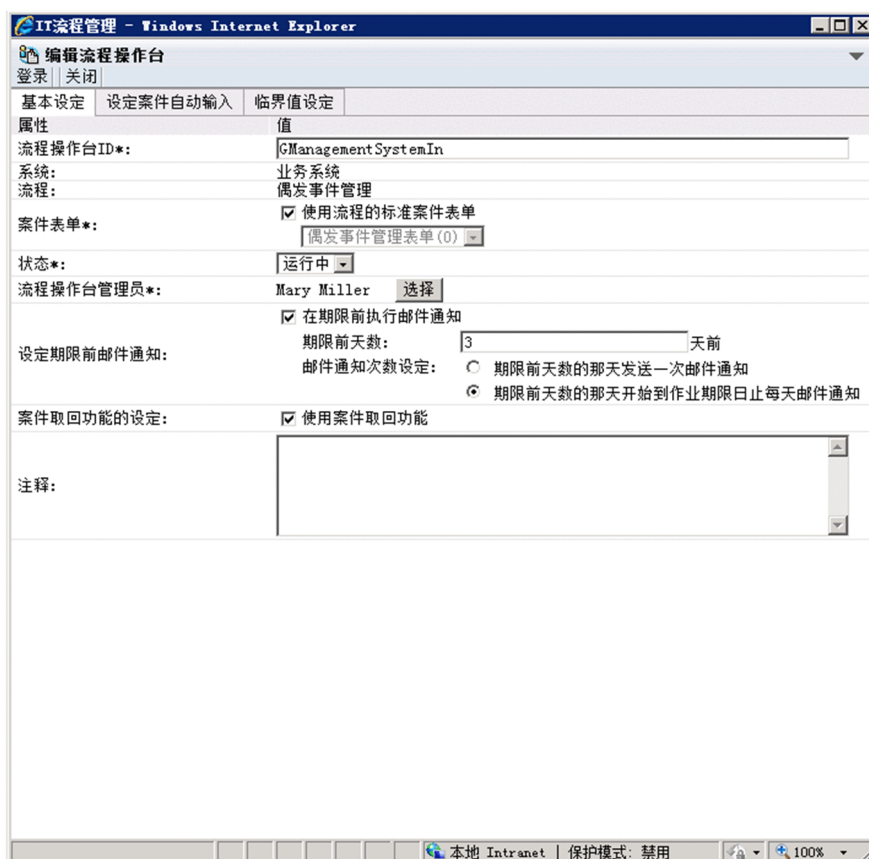 IT流程管理 - Windows Internet Explorer
编辑流程操作台
登录 关闭
基本设定 设定案件自动输入 临界值设定
属性 值
流程操作台ID*: GManagementSystemIn
系统: 业务系统
流程: 偶发事件管理
案件表单*: 使用流程的标准案件表单
偶发事件管理表单(0)
状态*: 运行中
流程操作台管理员*: Mary Miller 选择
设定期限前邮件通知: 在期限前执行邮件通知
期限前天数: 3 天前
邮件通知次数设定: 期限前天数的那天发送一次邮件通知
期限前天数的那天开始到作业期限日止每天邮件通知
案件取回功能的设定: 使用案件取回功能
注释:
本地 Intranet | 保护模式: 禁用 100%